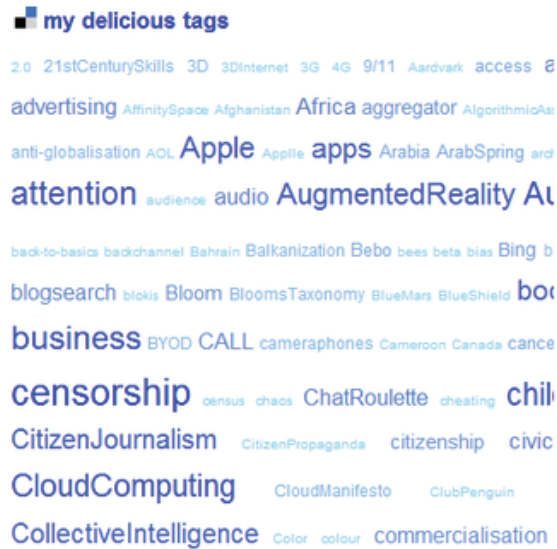 my delicious tags
2.0 21stCenturySkills 3D 3DInternet 3G 4G 9/11 Aardvark access
advertising AffinitySpace Afghanistan Africa aggregator
anti-globalisation AOL Apple Applle apps Arabia ArabSpring
attention audience audio AugmentedReality
back-to-basics backchannel Bahrain Balkanization Bebo bees beta bias Bing
blogsearch blokis Bloom BloomsTaxonomy BlueMars BlueShield
business BYOD CALL cameraphones Cameroon Canada
censorship census chaos ChatRoulette cheating
CitizenJournalism CitizenPropaganda citizenship civic
CloudComputing CloudManifesto ClubPenguin
CollectiveIntelligence Color colour commercialisation